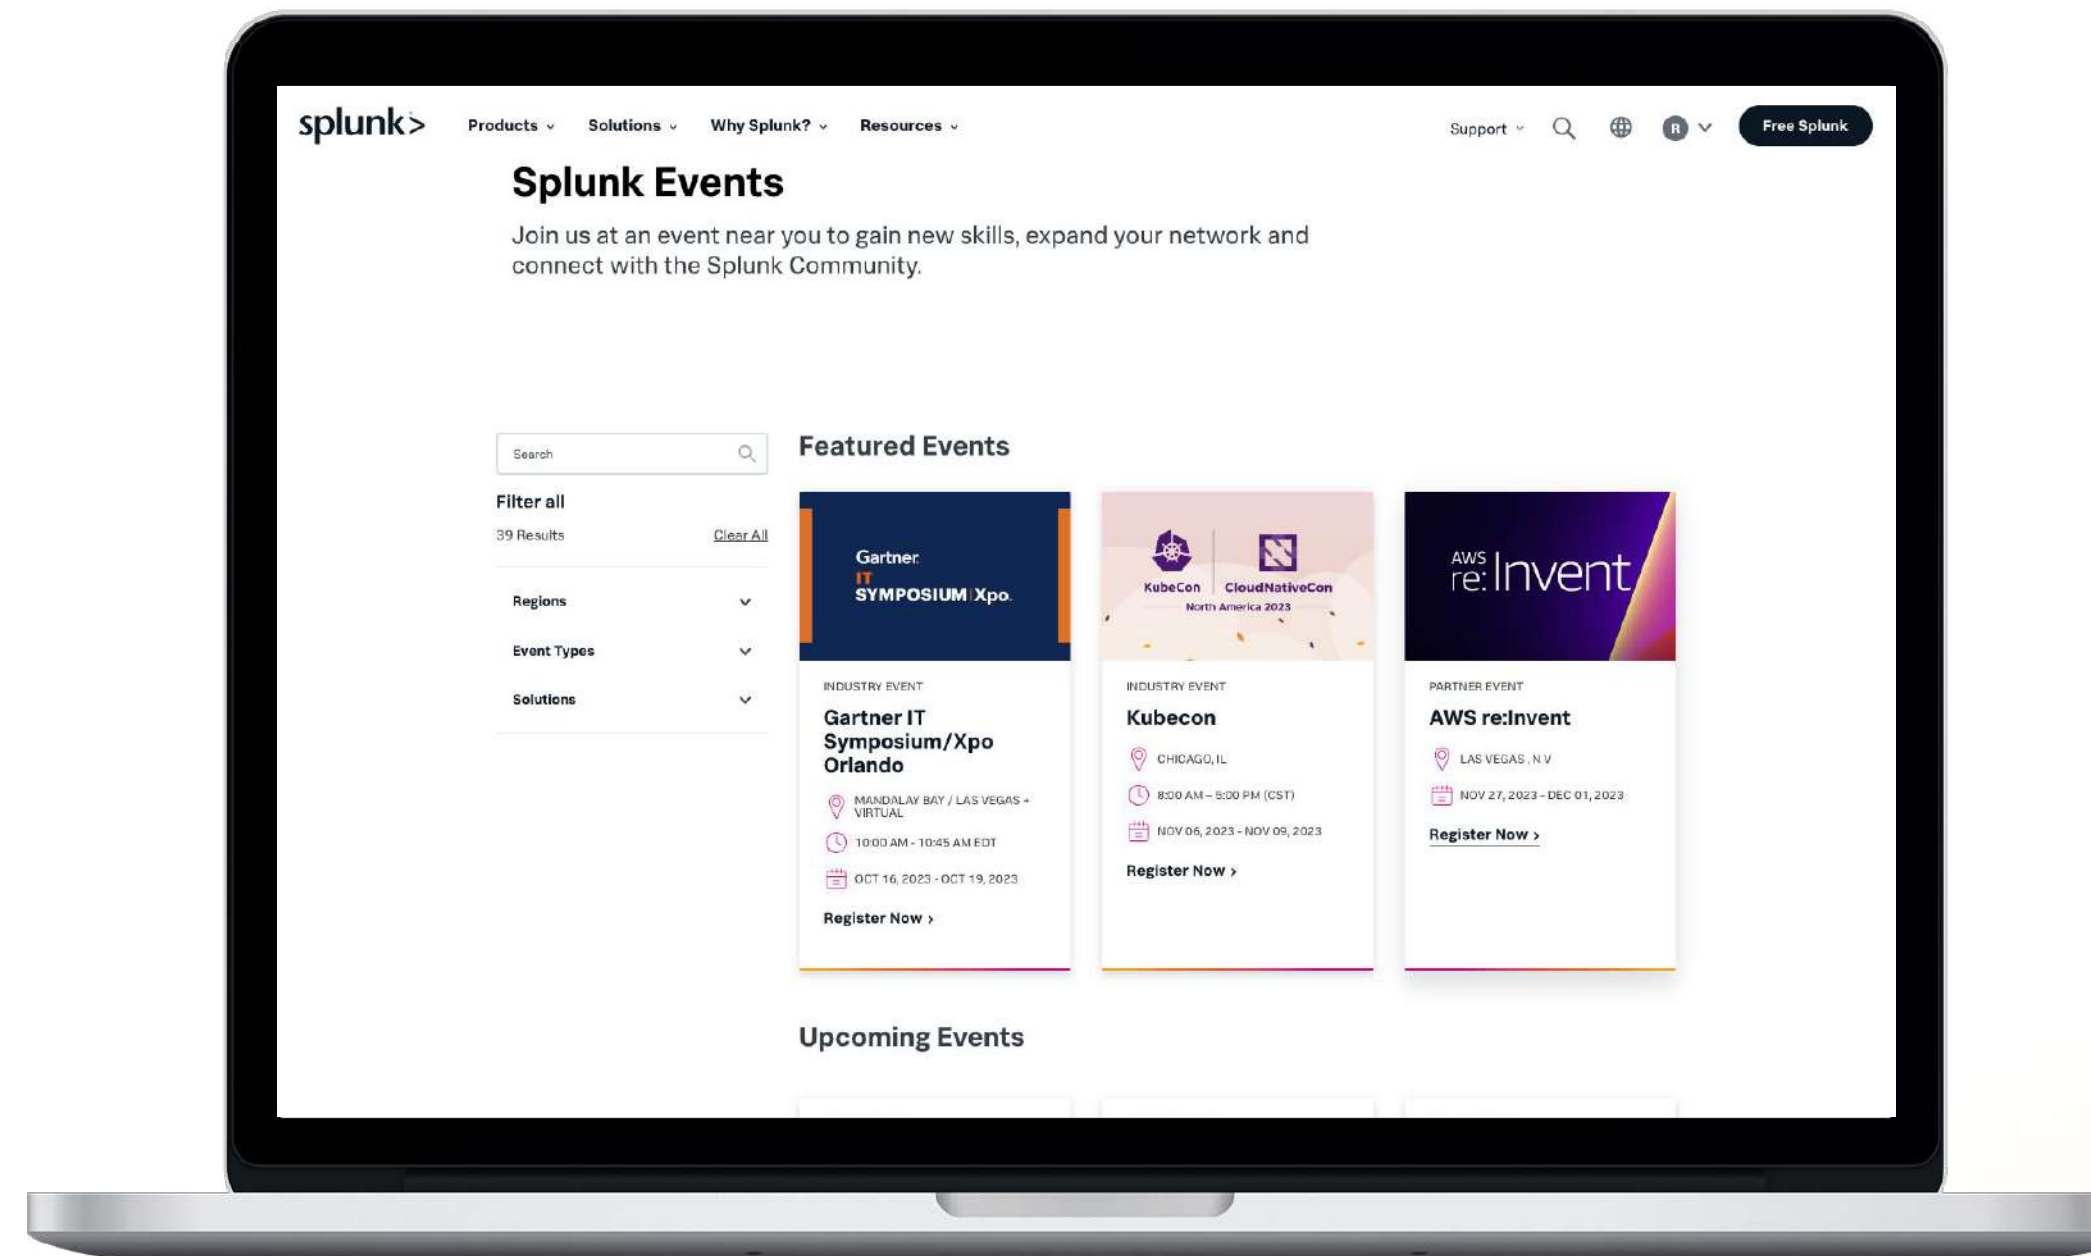 splunk>
Products
Solutions
Why Splunk?
Resources
Support
R
Free Splunk
Splunk Events
Join us at an event near you to gain new skills, expand your network and
connect with the Splunk Community.
Search
Filter all
39 Results
Clear All
Regions
Event Types
Solutions
Featured Events
Gartner
IT
SYMPOSIUM Xpo.
INDUSTRY EVENT
Gartner IT
Symposium/Xpo
Orlando
MANDALAY BAY / LAS VEGAS +
VIRTUAL
10:00 AM - 10:45 AM EDT
OCT 16, 2023 - OCT 19, 2023
Register Now >
KubeCon
CloudNativeCon
North America 2023
INDUSTRY EVENT
Kubecon
CHICAGO, IL
8:00 AM – 5:00 PM (CST)
NOV 06, 2023 - NOV 09, 2023
Register Now >
AWS
re:Invent
PARTNER EVENT
AWS re:Invent
LAS VEGAS , NV
NOV 27, 2023 - DEC 01, 2023
Register Now >
Upcoming Events